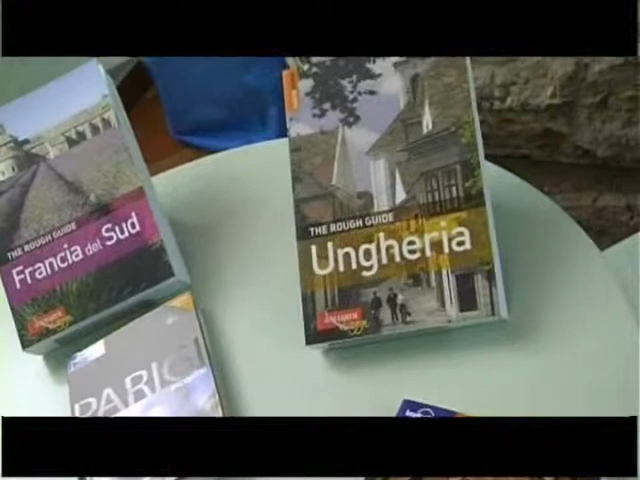 THE ROUGH GUIDE
Francia del Sud
THE ROUGH GUIDE
Ungheria
PARIGI